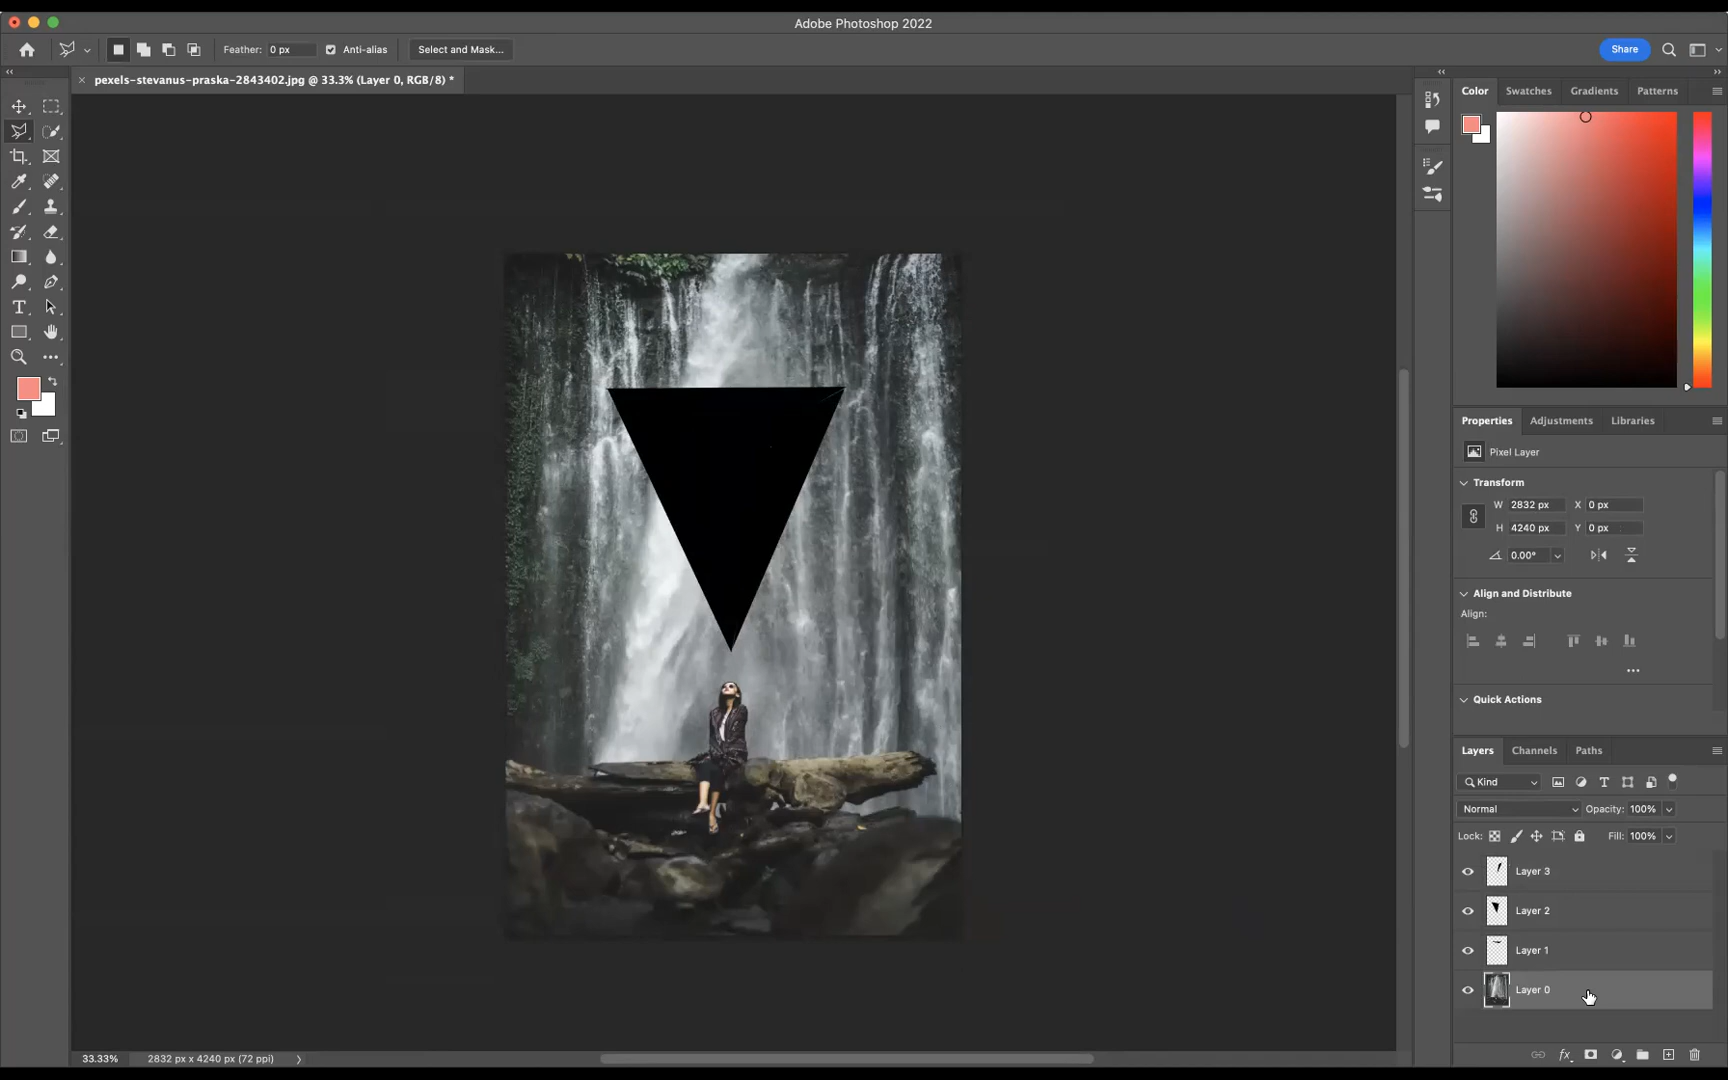 Adobe Photoshop 2022
Feather: 0 px Anti-alias Select and Mask... Share
pexels-stevanus-praska-2843402.jpg @ 33.3% (Layer 0, RGB/8) *
Color Swatches Gradients Patterns
Properties Adjustments Libraries
Pixel Layer
Transform
W 2832 px X 0 px
H 4240 px Y 0 px
0.00°
Align and Distribute
Align:
Quick Actions
Layers Channels Paths
Kind
Normal Opacity: 100%
Lock: Fill: 100%
Layer 3
Layer 2
Layer 1
Layer 0
33.33% 2832 px x 4240 px (72 ppi)